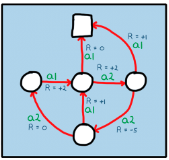 R = +1
R = 0
a1
a1
a1
R = +2
R = +2
a2
R = +1
a1
a2
R = 0
a2
R = -5